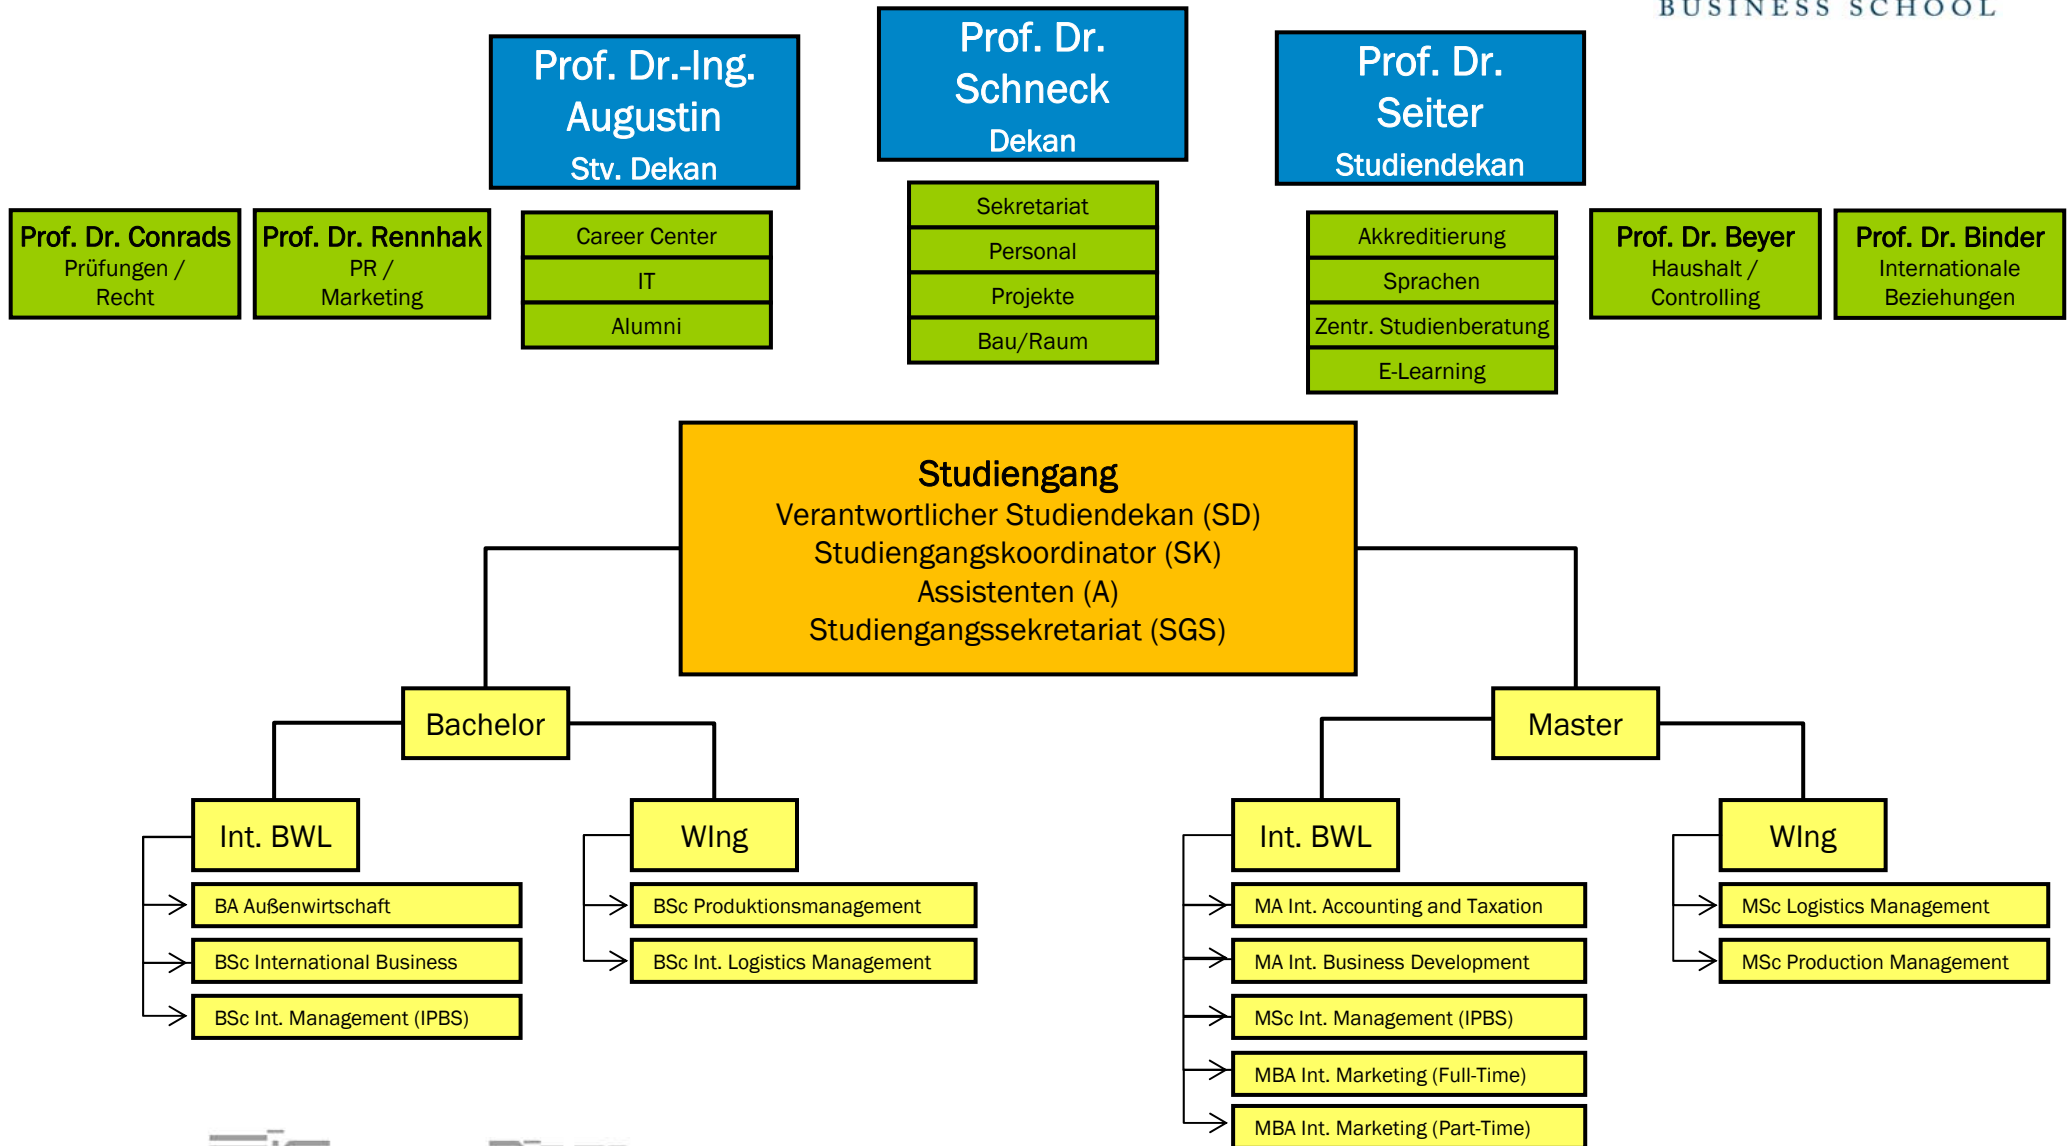 BUSINESS SCHOOL
Prof. Dr.-Ing.
Augustin
Stv. Dekan
Prof. Dr.
Schneck
Dekan
Prof. Dr.
Seiter
Studiendekan
Prof. Dr. Conrads
Prüfungen /
Recht
Prof. Dr. Rennhak
PR /
Marketing
Career Center
IT
Alumni
Sekretariat
Personal
Projekte
Bau/Raum
Akkreditierung
Sprachen
Zentr. Studienberatung
E-Learning
Prof. Dr. Beyer
Haushalt /
Controlling
Prof. Dr. Binder
Internationale
Beziehungen
Studiengang
Verantwortlicher Studiendekan (SD)
Studiengangskoordinator (SK)
Assistenten (A)
Studiengangssekretariat (SGS)
Bachelor
Int. BWL
BA Außenwirtschaft
BSc International Business
BSc Int. Management (IPBS)
WIng
BSc Produktionsmanagement
BSc Int. Logistics Management
Master
Int. BWL
MA Int. Accounting and Taxation
MA Int. Business Development
MSc Int. Management (IPBS)
MBA Int. Marketing (Full-Time)
MBA Int. Marketing (Part-Time)
WIng
MSc Logistics Management
MSc Production Management